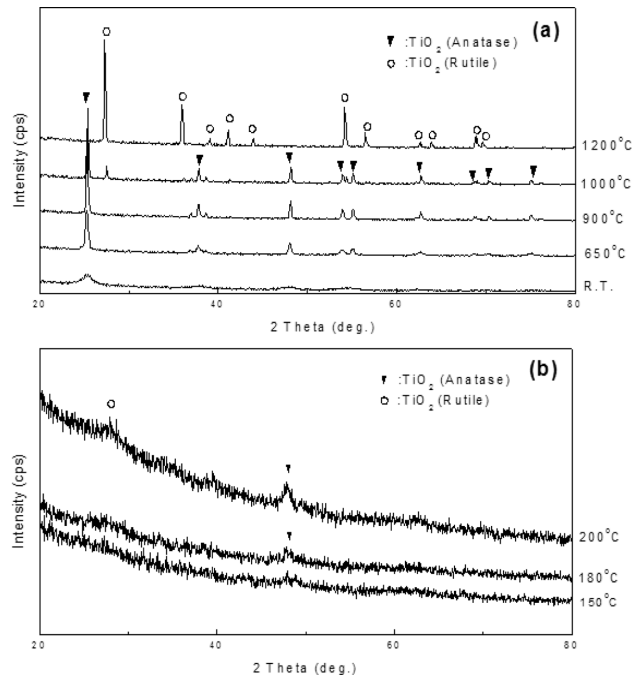 (a)
:TiO2 (Anatase)
:TiO2 (Rutile)
Intensity (cps)
1200°C
1000°C
900°C
650°C
R.T.
20 40 60 80
2 Theta (deg.)
(b)
:TiO2 (Anatase)
:TiO2 (Rutile)
Intensity (cps)
200°C
180°C
150°C
20 40 60 80
2 Theta (deg.)